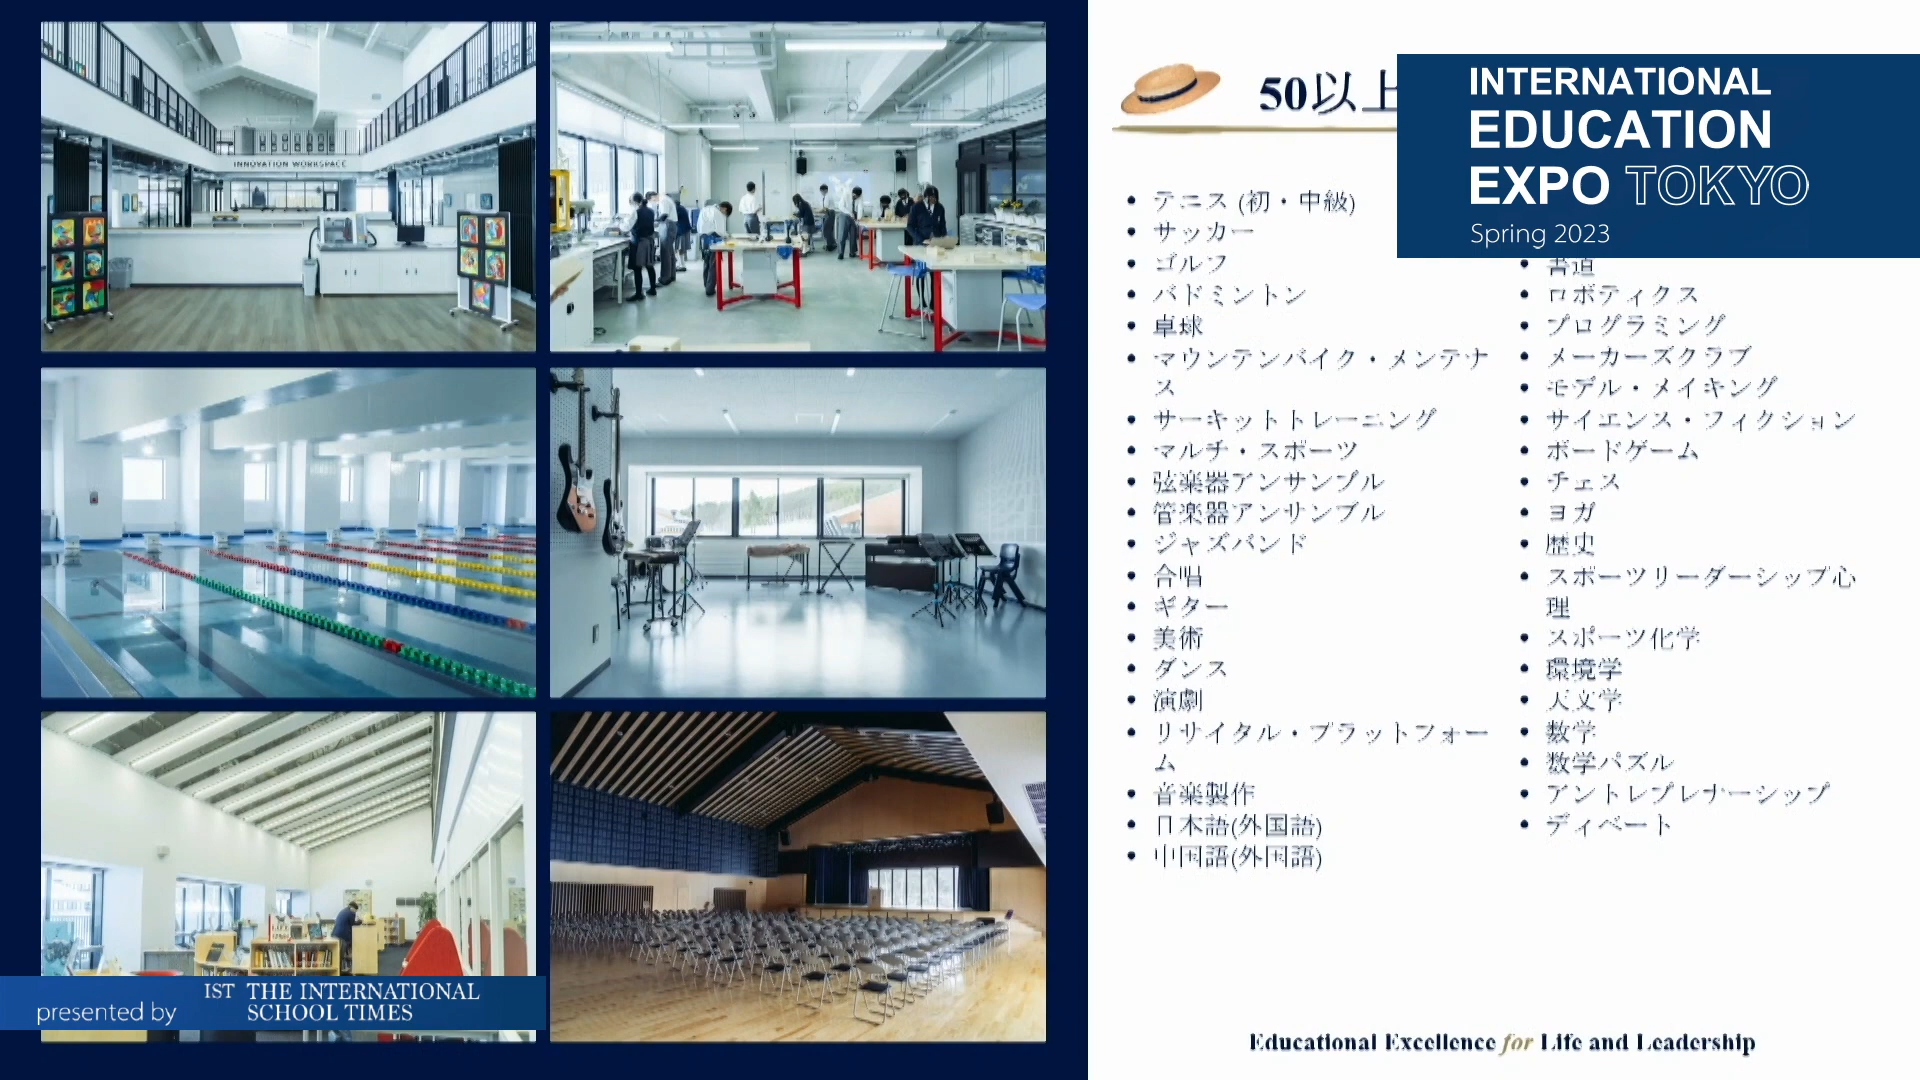 INNOVATION WORKSPACE
50以上
INTERNATIONAL
EDUCATION
EXPO TOKYO
Spring 2023
• テニス (初・中級)
• サッカー
• ゴルフ
• バドミントン
• 卓球
• マウンテンバイク・メンテナ
ス
• サーキットトレーニング
• マルチ・スポーツ
• 弦楽器アンサンブル
• 管楽器アンサンブル
• ジャズバンド
• 合唱
• ギター
• 美術
• ダンス
• 演劇
• リサイタル・プラットフォー
ム
• 音楽製作
• 日本語(外国語)
• 中国語(外国語)
• 書道
• ロボティクス
• プログラミング
• メーカーズクラブ
• モデル・メイキング
• サイエンス・フィクション
• ボードゲーム
• チェス
• ヨガ
• 歴史
• スポーツリーダーシップ心
理
• スポーツ化学
• 環境学
• 天文学
• 数学
• 数学パズル
• アントレプレナーシップ
• ディベート
presented by
IST THE INTERNATIONAL
SCHOOL TIMES
Educational Excellence for Life and Leadership